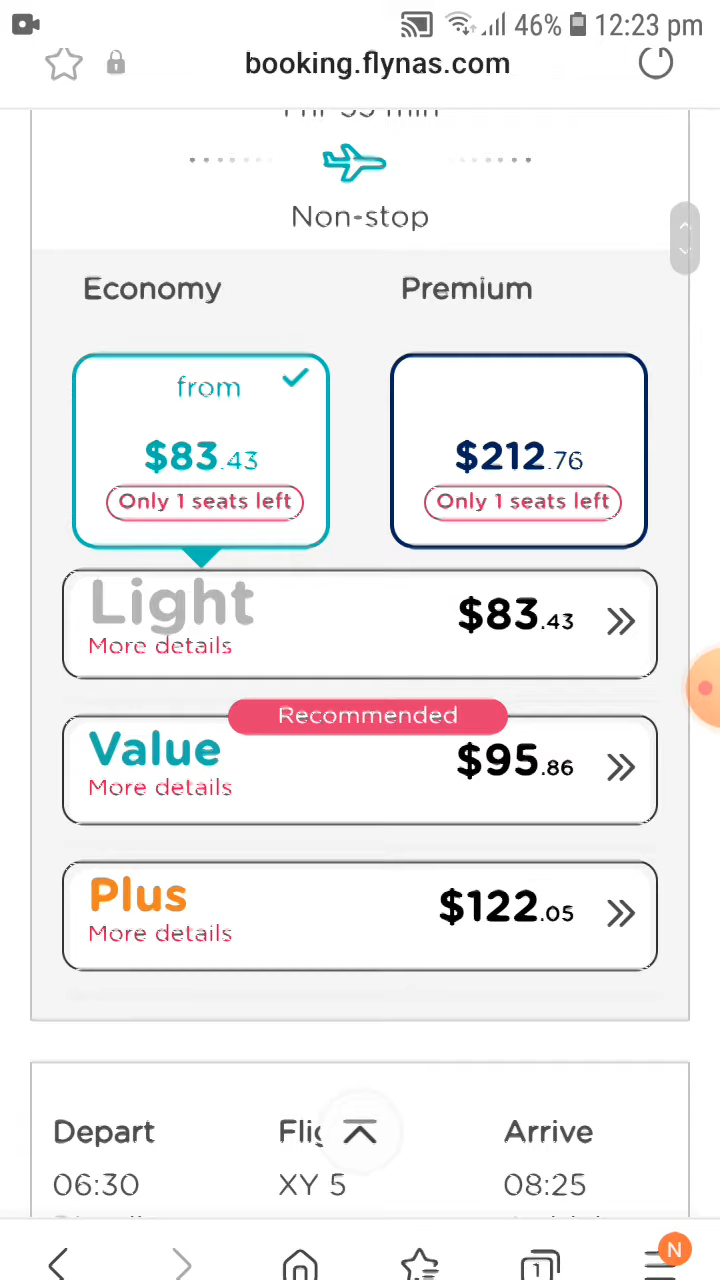 46% 12:23 pm
booking.flynas.com
Non-stop
Economy Premium
from
$83.43 $212.76
Only 1 seats left Only 1 seats left
Light $83.43
More details
Recommended
Value $95.86
More details
Plus $122.05
More details
Depart Arrive
06:30 XY 5 08:25
1 N